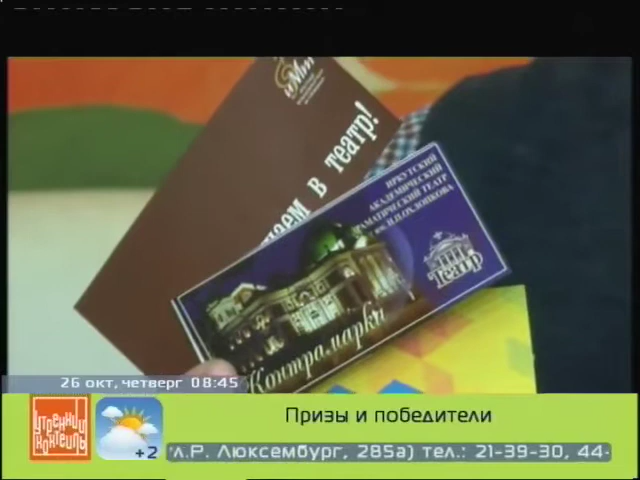 ...аем в театр!
ИРКУТСКИЙ
АКАДЕМИЧЕСКИЙ
ДРАМАТИЧЕСКИЙ ТЕАТР
им. Н.П.ОХЛОПКОВА
Театр
Контрамарки
26 окт, четверг 08:45
УТРЕННИЙ
КОКТЕЙЛЬ
+2
Призы и победители
л.Р. Люксембург, 285а) тел.: 21-39-30, 44-